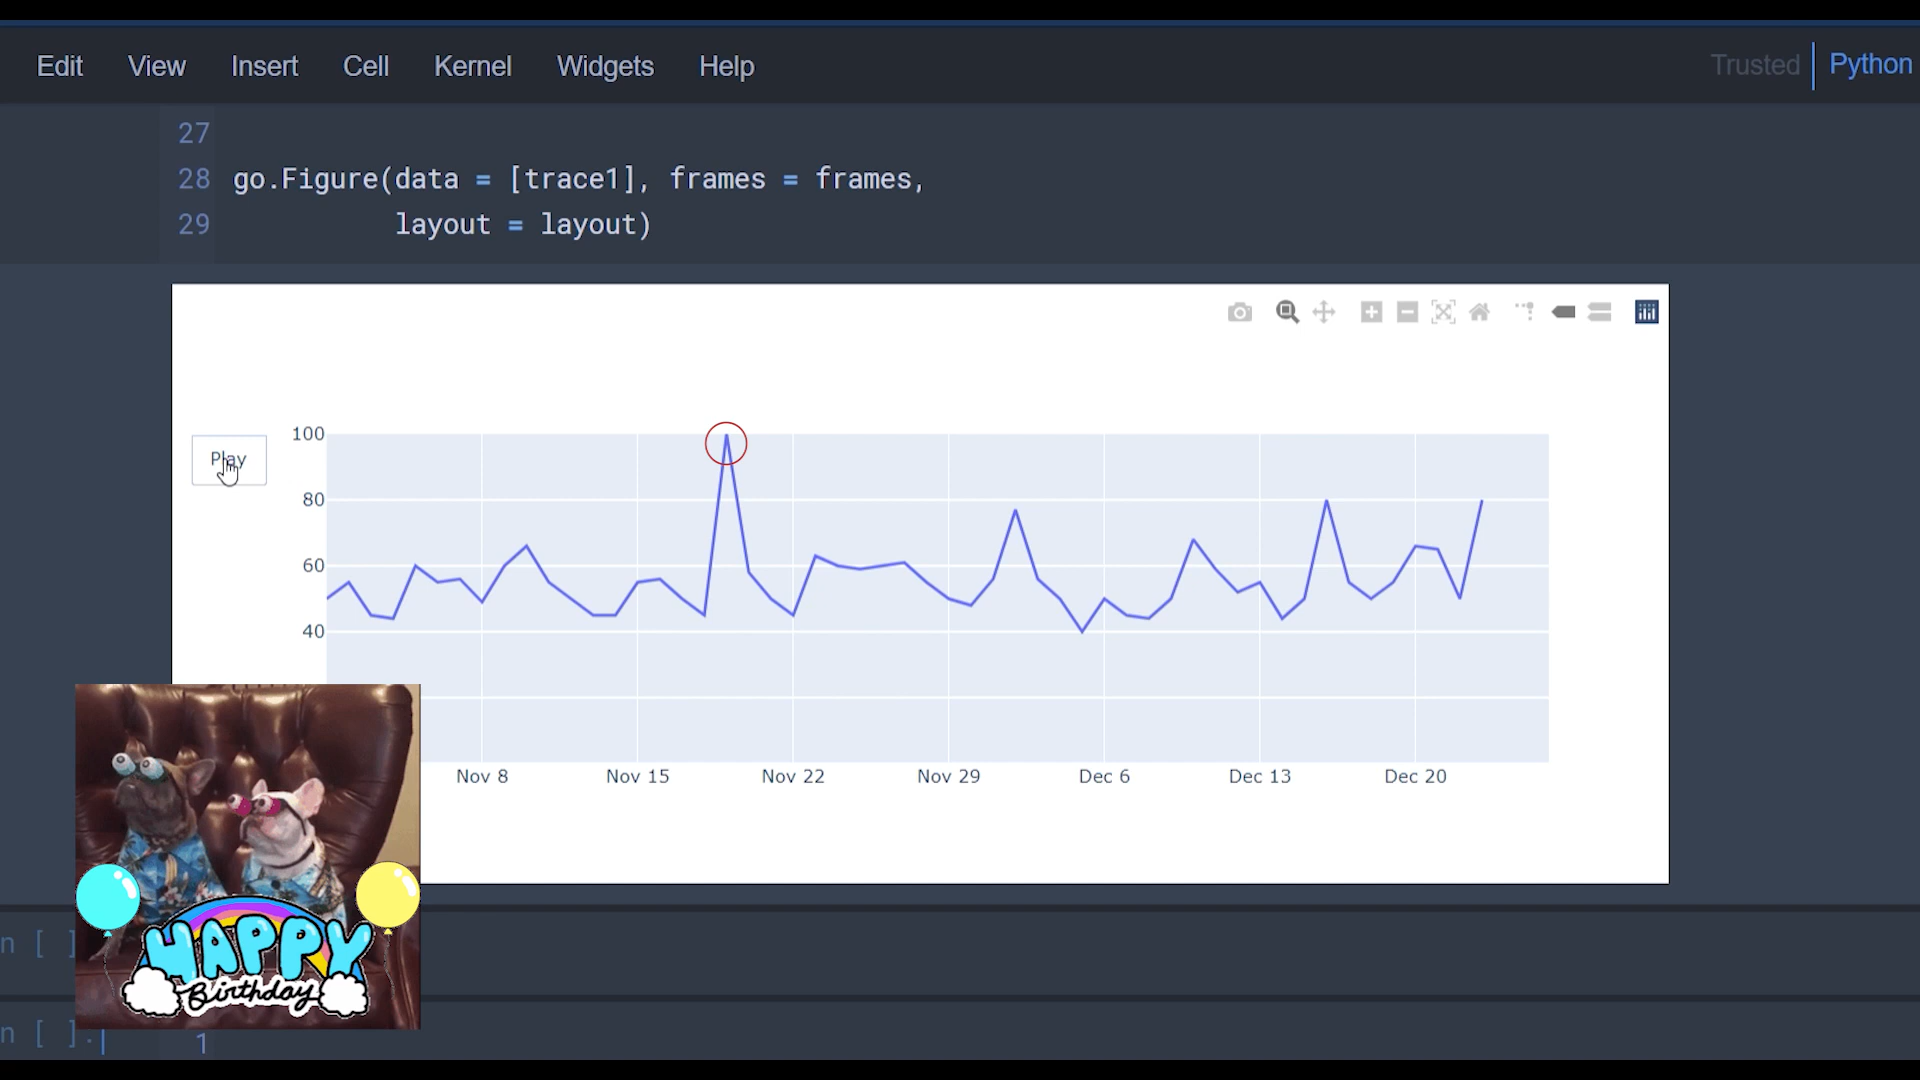 Edit View Insert Cell Kernel Widgets Help Trusted Python
27
28 go.Figure(data = [trace1], frames = frames,
29 layout = layout)
Play
100
80
60
40
Nov 8 Nov 15 Nov 22 Nov 29 Dec 6 Dec 13 Dec 20
HAPPY
Birthday
n [ ]
n [ ]:
1